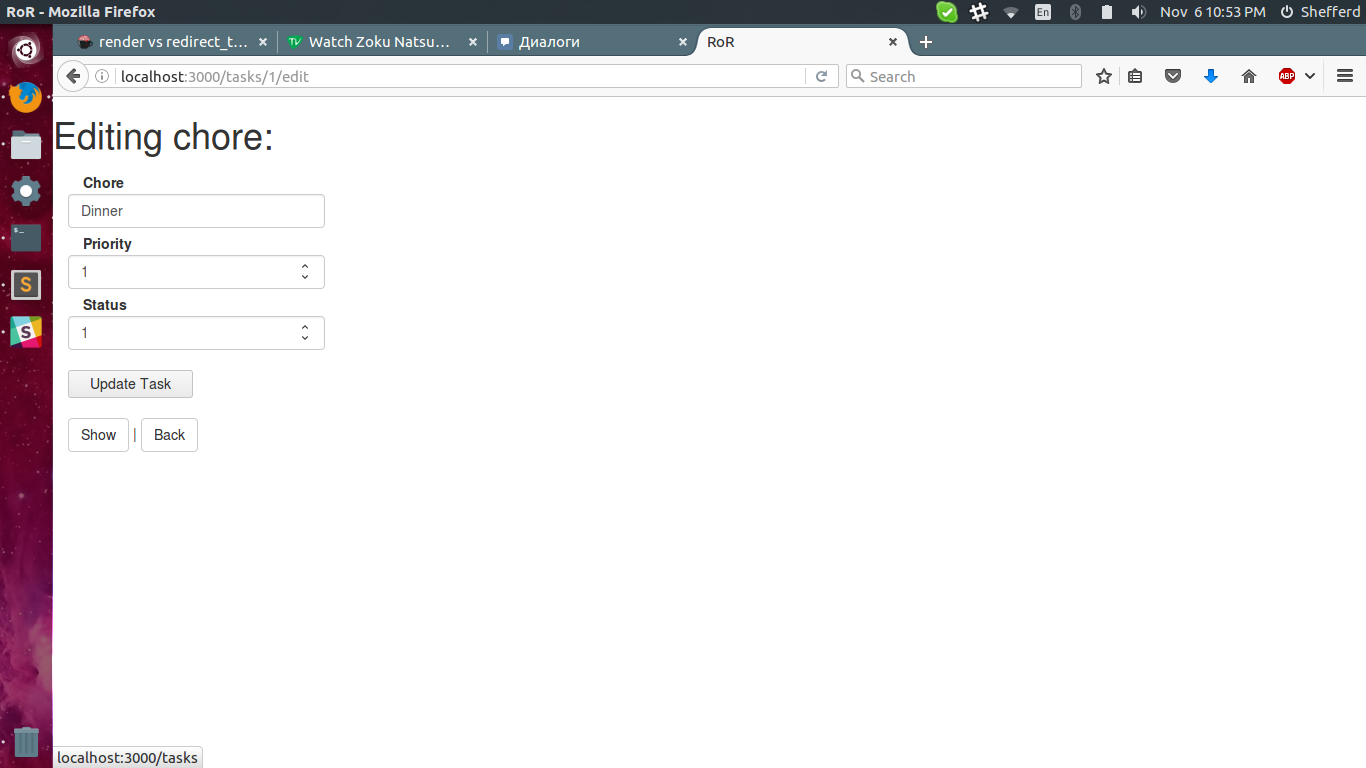 RoR - Mozilla Firefox
En
Nov 6 10:53 PM
Shefferd
render vs redirect_t...
TV
Watch Zoku Natsu...
Диалоги
RoR
localhost:3000/tasks/1/edit
Search
ABP
Editing chore:
Chore
Dinner
Priority
1
Status
1
Update Task
Show | Back
$_
S
S
localhost:3000/tasks